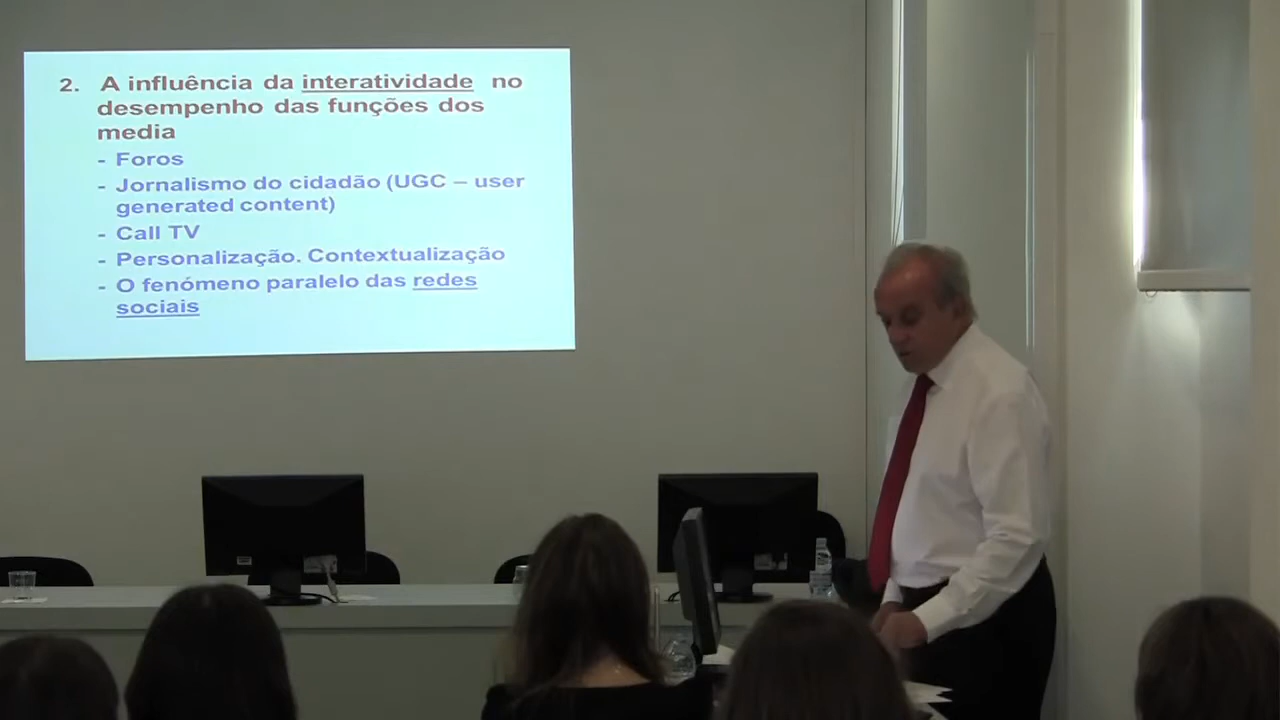 2. A influência da interatividade no
desempenho das funções dos
media
- Foros
- Jornalismo do cidadão (UGC – user
generated content)
- Call TV
- Personalização. Contextualização
- O fenómeno paralelo das redes
sociais